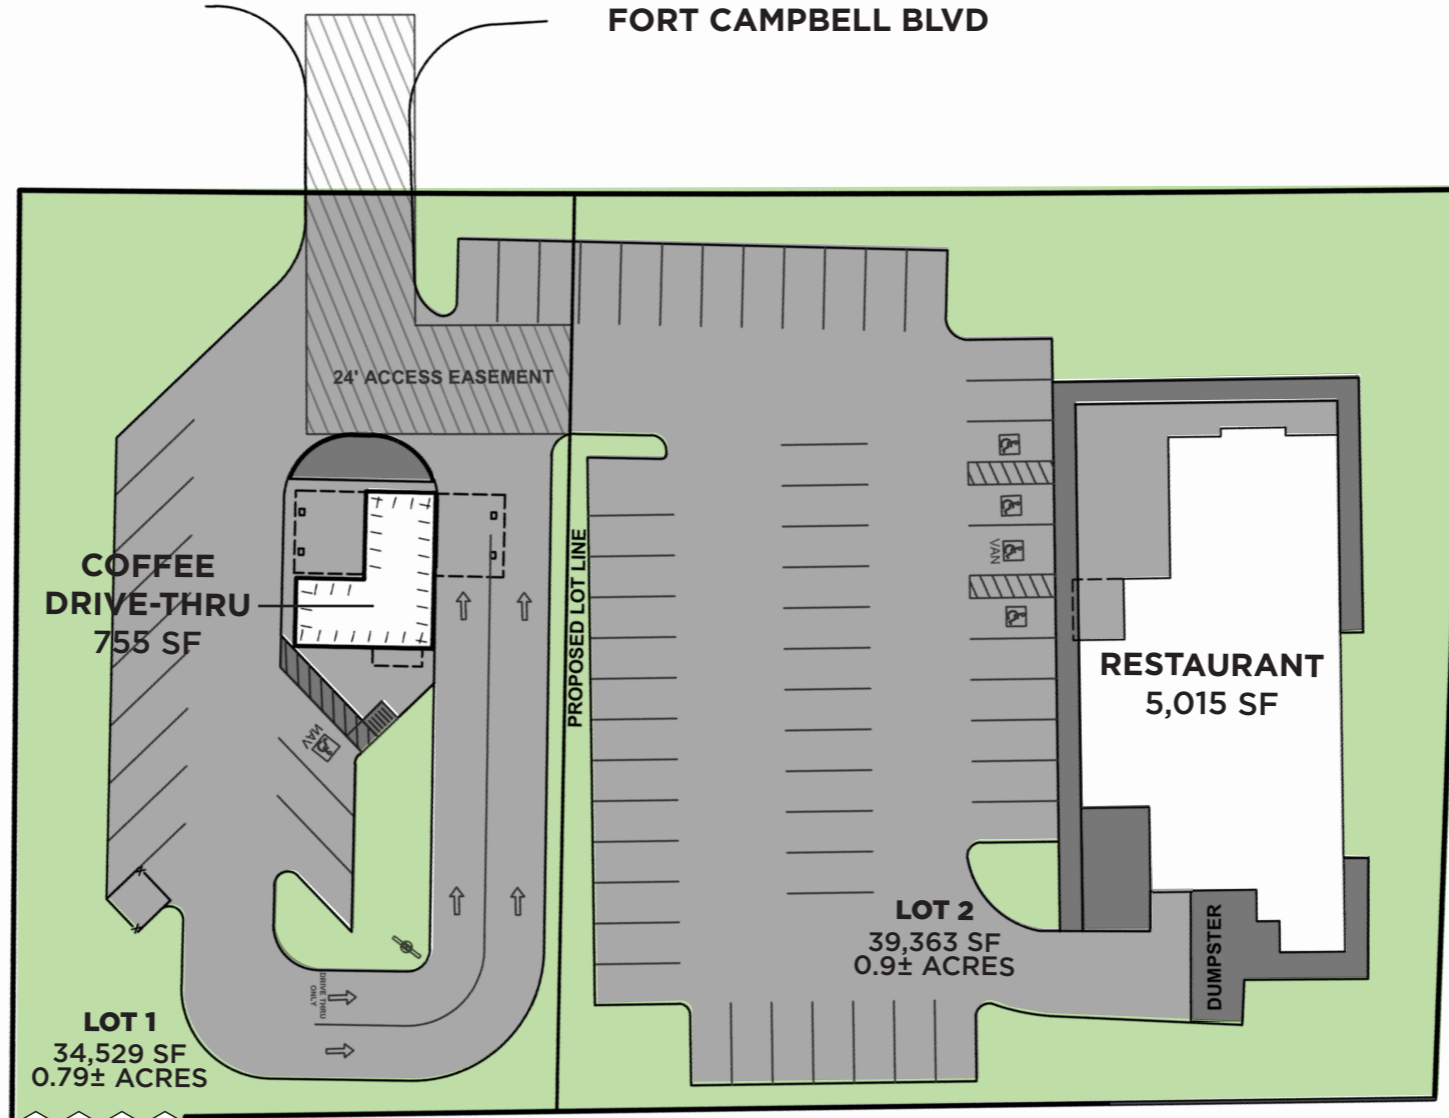 FORT CAMPBELL BLVD
24' ACCESS EASEMENT
COFFEE
DRIVE-THRU
755 SF
PROPOSED LOT LINE
VAN
RESTAURANT
5,015 SF
VAN
LOT 2
39,363 SF
0.9± ACRES
DUMPSTER
DRIVE THRU
ONLY
LOT 1
34,529 SF
0.79± ACRES